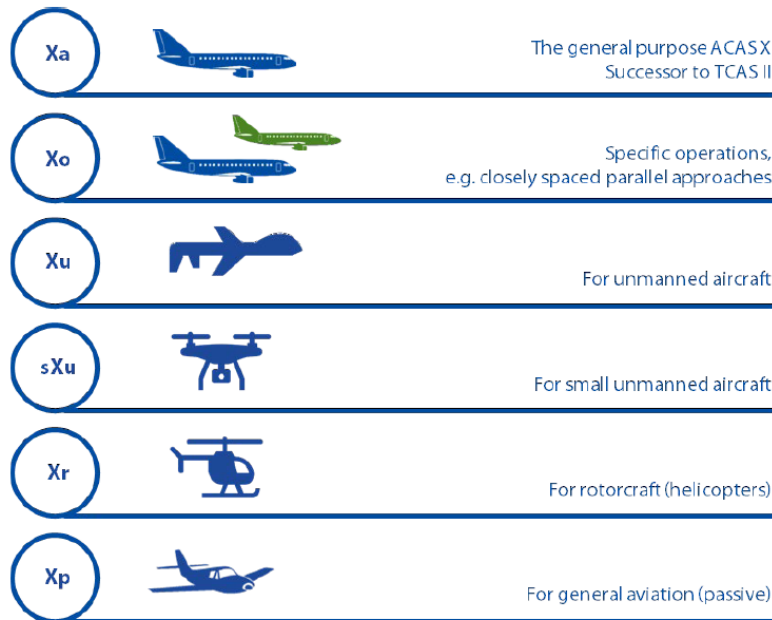 Xa
The general purpose ACAS X
Successor to TCAS II
Xo
Specific operations,
e.g. closely spaced parallel approaches
Xu
For unmanned aircraft
sXu
For small unmanned aircraft
Xr
For rotorcraft (helicopters)
Xp
For general aviation (passive)